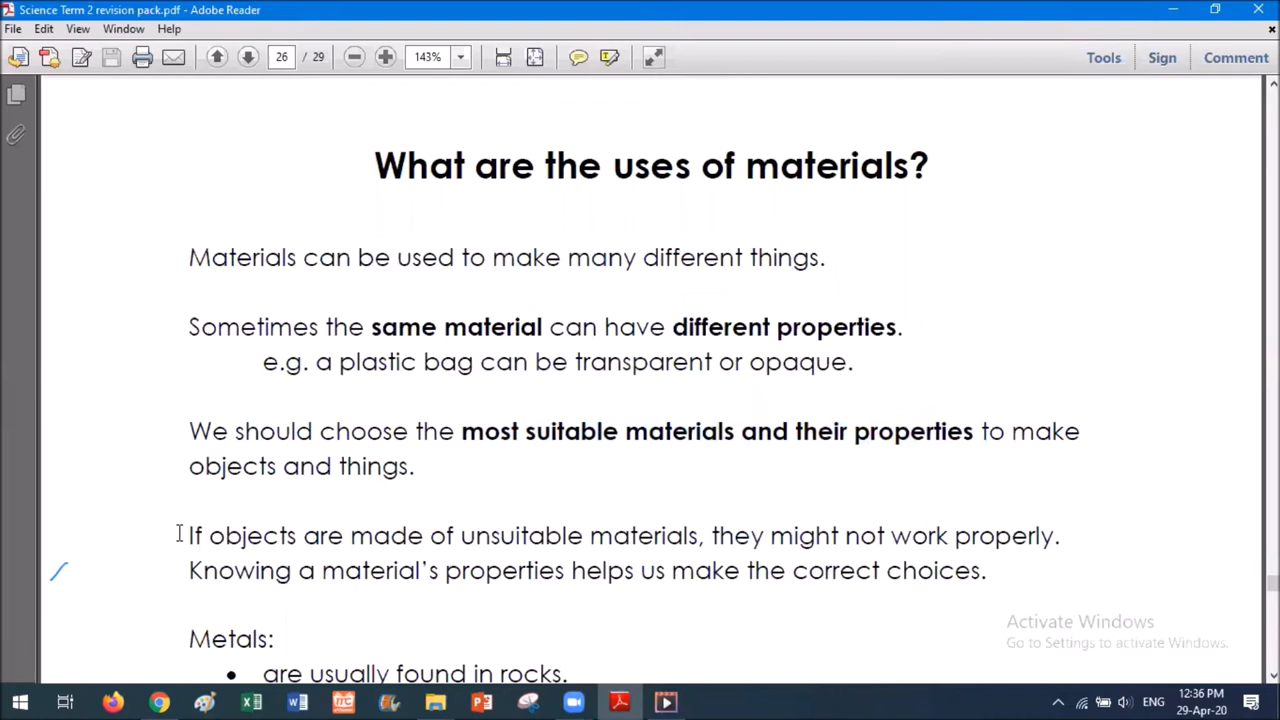 Science Term 2 revision pack.pdf - Adobe Reader
File Edit View Window Help
26 / 29 143% Tools Sign Comment
What are the uses of materials?
Materials can be used to make many different things.
Sometimes the same material can have different properties.
e.g. a plastic bag can be transparent or opaque.
We should choose the most suitable materials and their properties to make
objects and things.
If objects are made of unsuitable materials, they might not work properly.
Knowing a material's properties helps us make the correct choices.
Metals:
• are usually found in rocks.
Activate Windows
Go to Settings to activate Windows.
ENG
12:36 PM
29-Apr-20